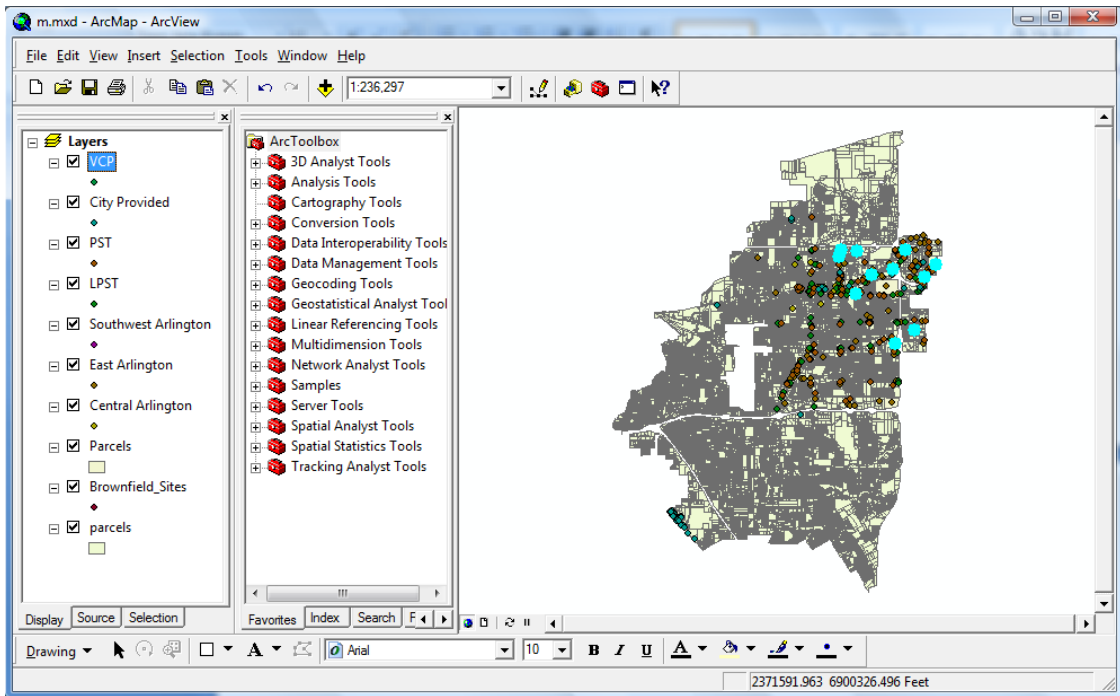 m.mxd - ArcMap - ArcView
File Edit View Insert Selection Tools Window Help
1:236,297
Layers
VCP
City Provided
PST
LPST
Southwest Arlington
East Arlington
Central Arlington
Parcels
Brownfield_Sites
parcels
Display Source Selection
ArcToolbox
3D Analyst Tools
Analysis Tools
Cartography Tools
Conversion Tools
Data Interoperability Tools
Data Management Tools
Geocoding Tools
Geostatistical Analyst Tool
Linear Referencing Tools
Multidimension Tools
Network Analyst Tools
Samples
Server Tools
Spatial Analyst Tools
Spatial Statistics Tools
Tracking Analyst Tools
Favorites Index Search F
Drawing A Arial 10 B I U A
2371591.963 6900326.496 Feet